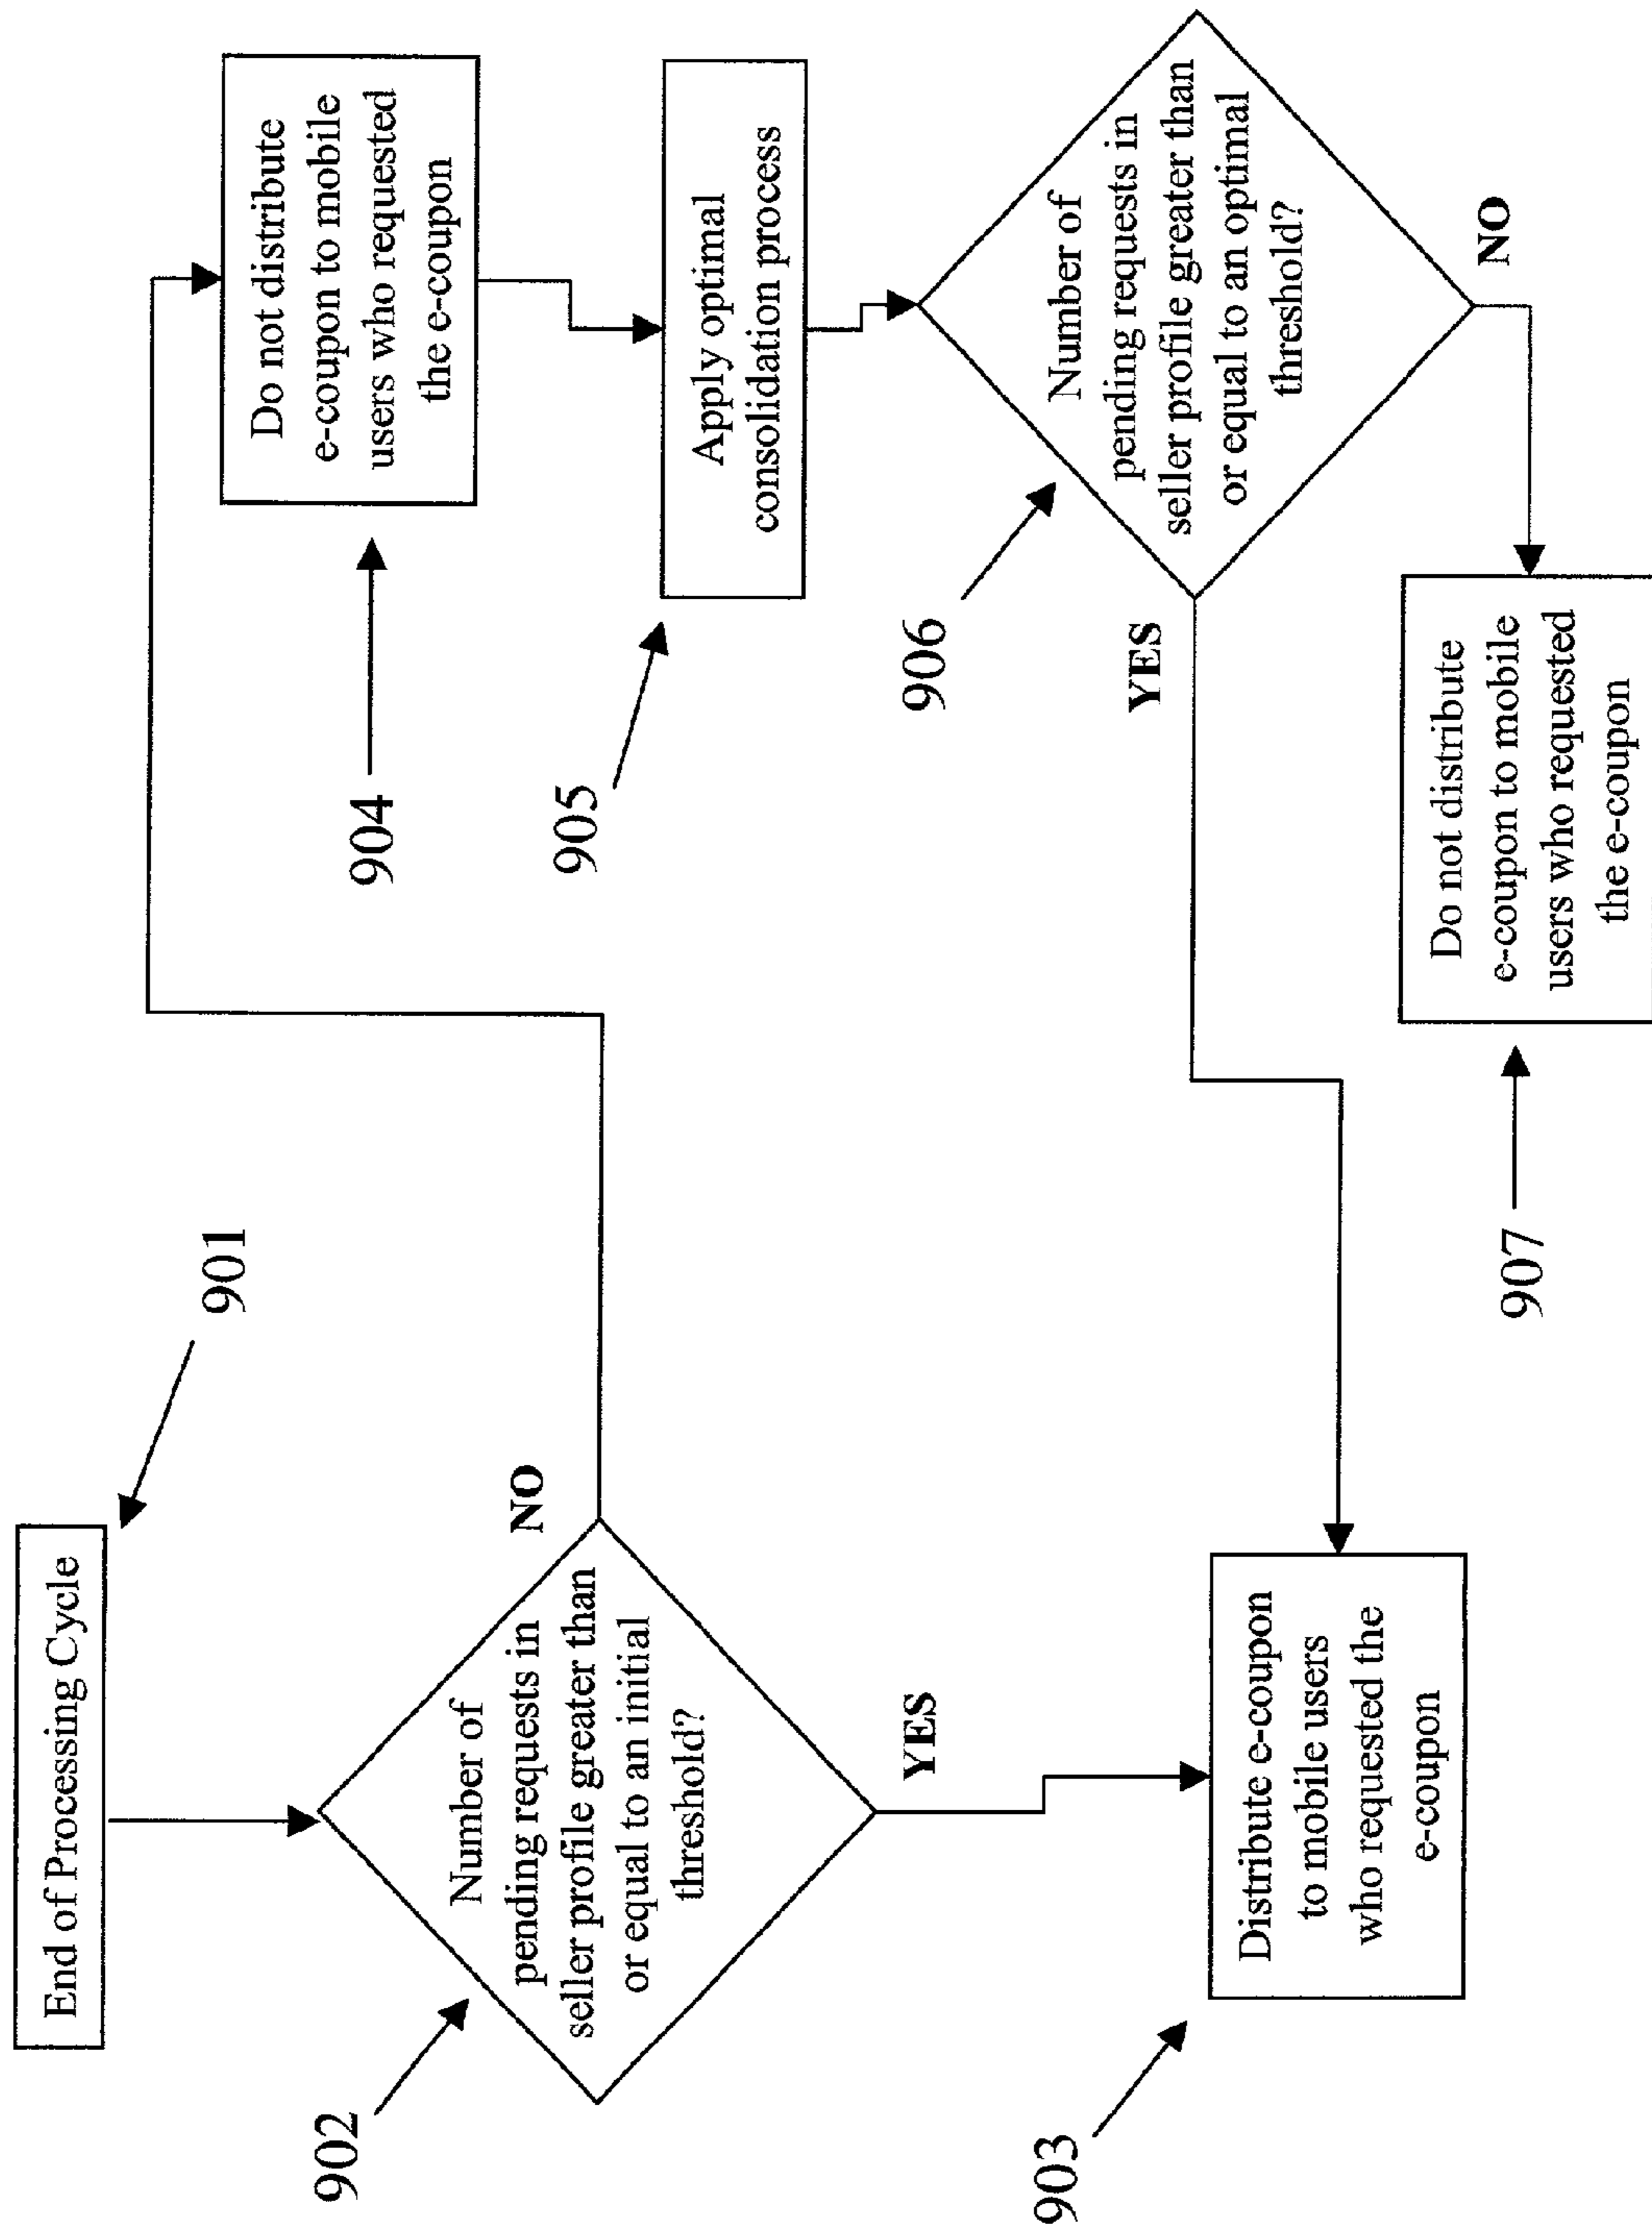 End of Processing Cycle
901
902
Number of
pending requests in
seller profile greater than
or equal to an initial
threshold?
NO
YES
903
Distribute e-coupon
to mobile users
who requested the
e-coupon
904
Do not distribute
e-coupon to mobile
users who requested
the e-coupon
905
Apply optimal
consolidation process
906
Number of
pending requests in
seller profile greater than
or equal to an optimal
threshold?
YES
NO
907
Do not distribute
e-coupon to mobile
users who requested
the e-coupon